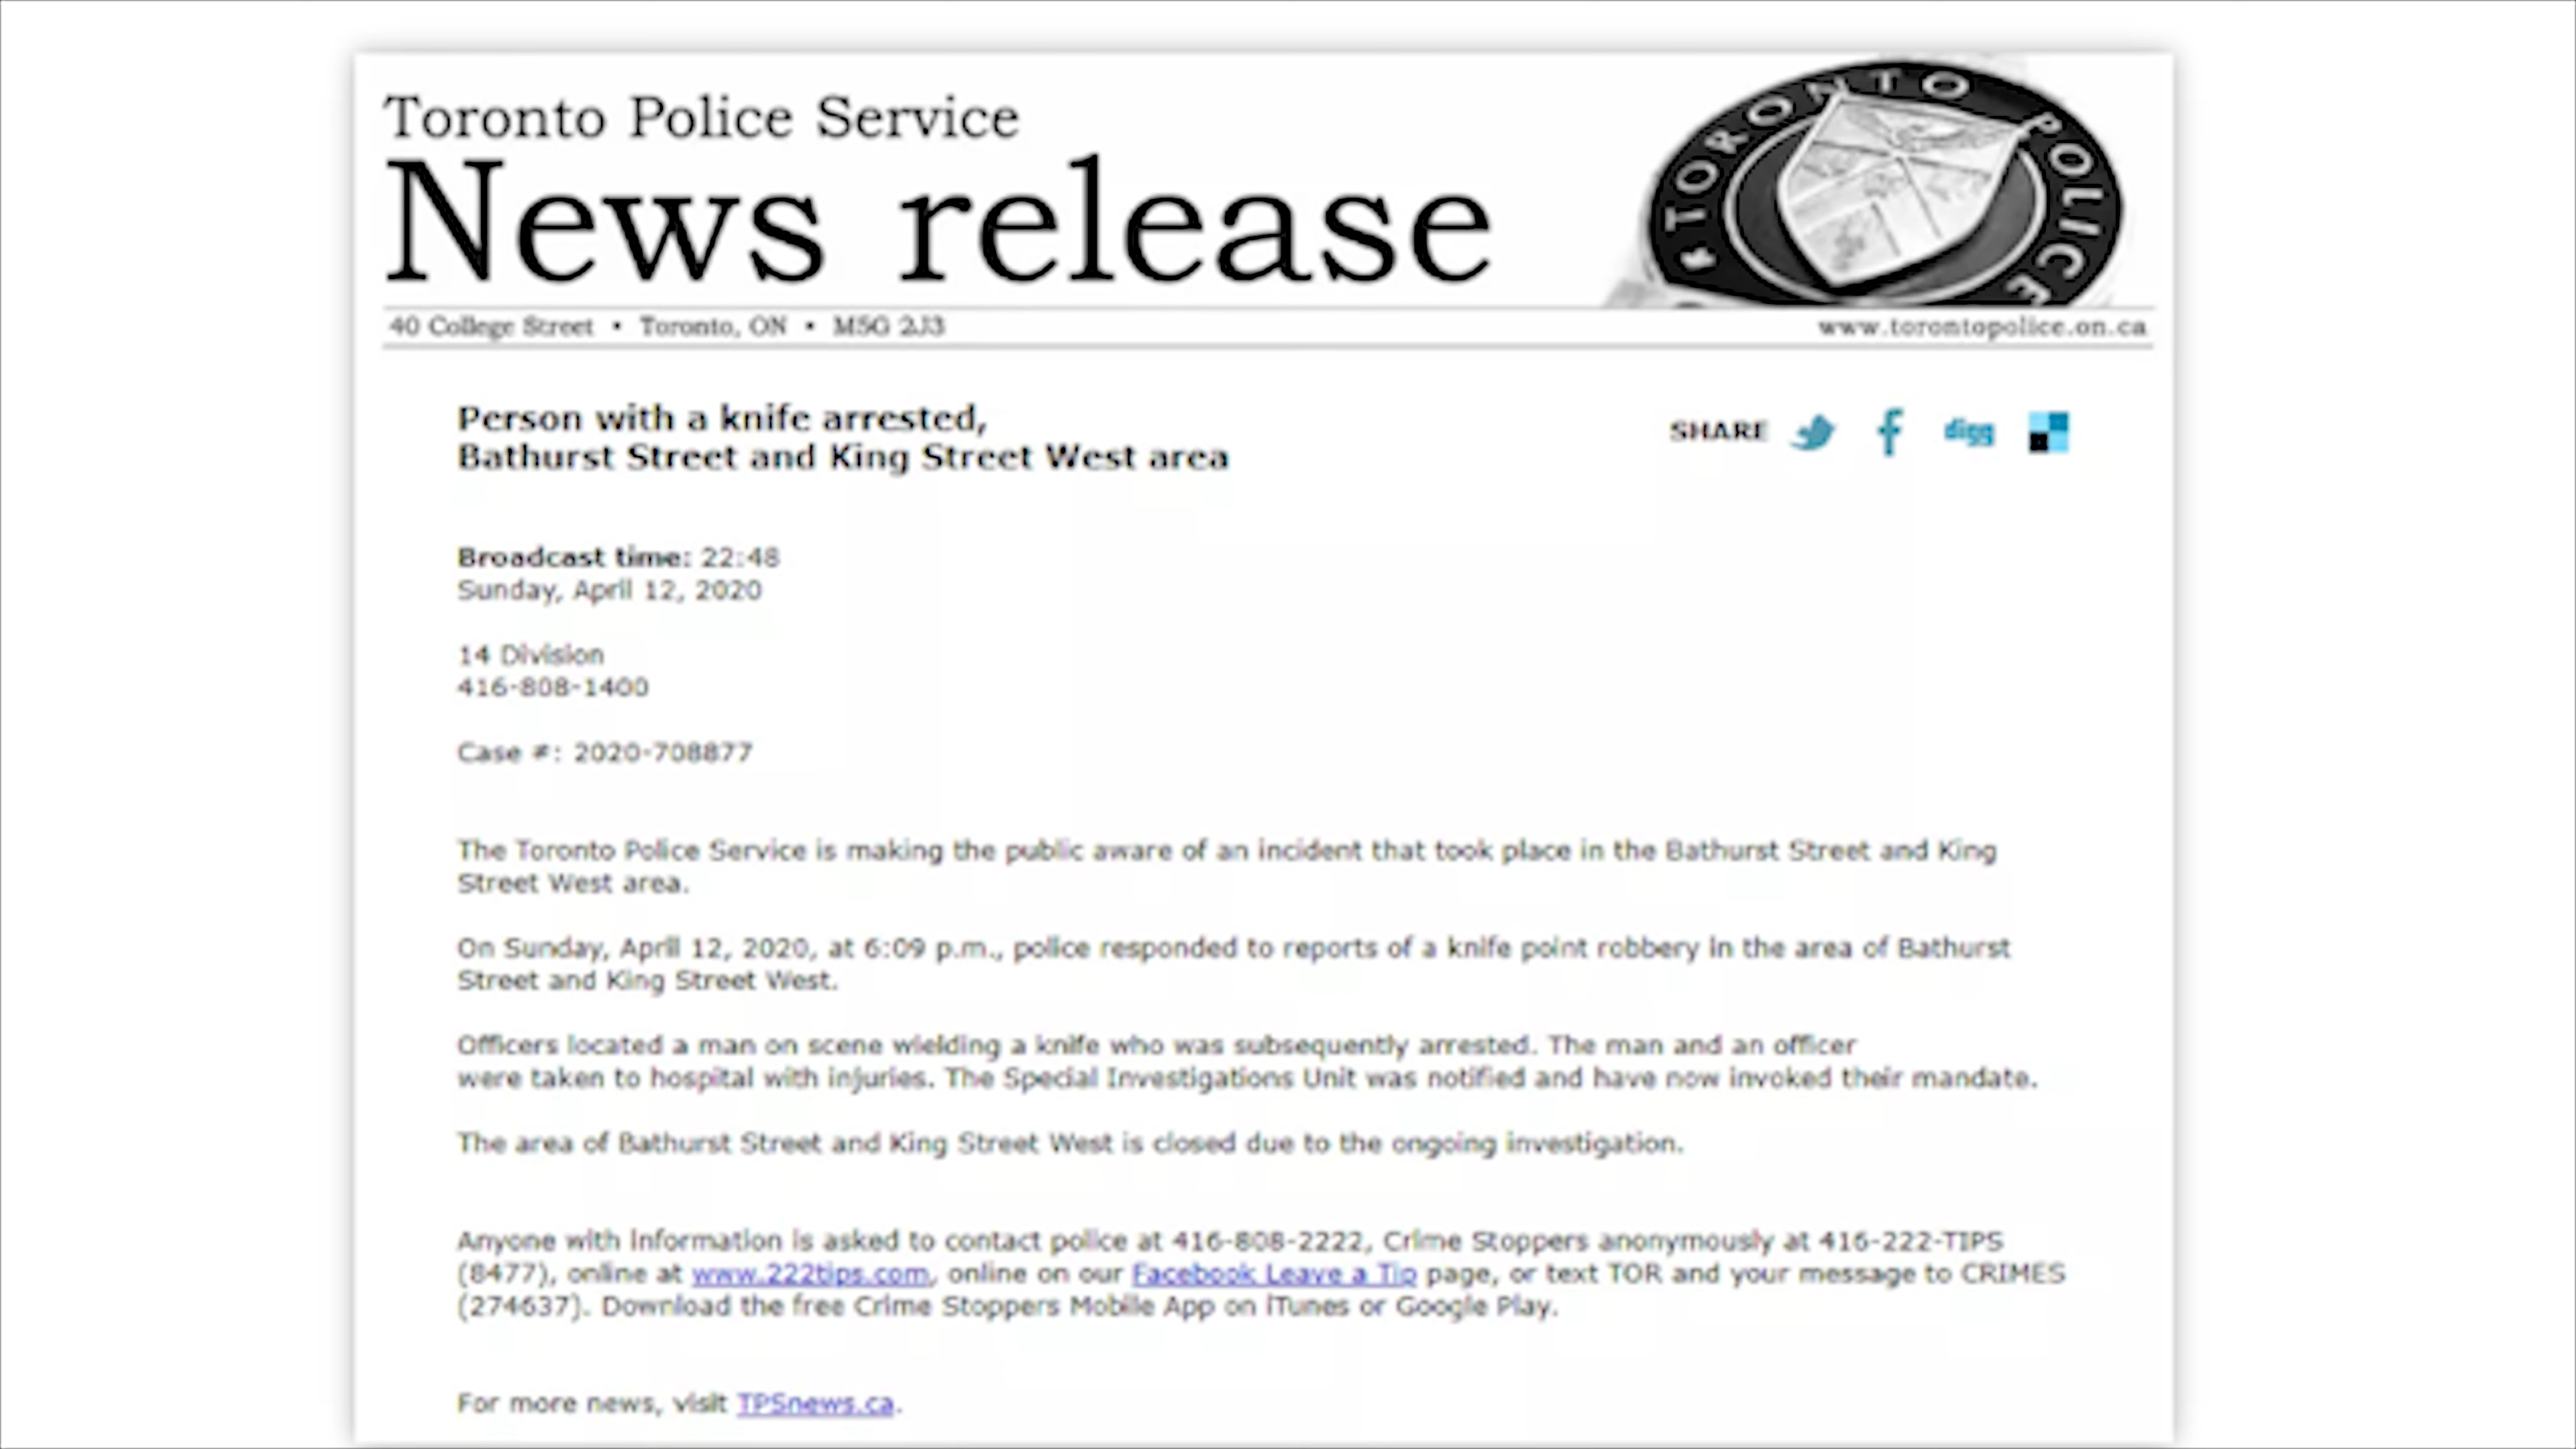 Toronto Police Service
News release
TORONTO POLICE
40 College Street • Toronto, ON • M5G 2J3
www.torontopolice.on.ca
Person with a knife arrested,
Bathurst Street and King Street West area
SHARE
digg
Broadcast time: 22:48
Sunday, April 12, 2020
14 Division
416-808-1400
Case #: 2020-708877
The Toronto Police Service is making the public aware of an incident that took place in the Bathurst Street and King
Street West area.
On Sunday, April 12, 2020, at 6:09 p.m., police responded to reports of a knife point robbery in the area of Bathurst
Street and King Street West.
Officers located a man on scene wielding a knife who was subsequently arrested. The man and an officer
were taken to hospital with injuries. The Special Investigations Unit was notified and have now invoked their mandate.
The area of Bathurst Street and King Street West is closed due to the ongoing investigation.
Anyone with information is asked to contact police at 416-808-2222, Crime Stoppers anonymously at 416-222-TIPS
(8477), online at www.222tips.com, online on our Facebook Leave a Tip page, or text TOR and your message to CRIMES
(274637). Download the free Crime Stoppers Mobile App on iTunes or Google Play.
For more news, visit TPSnews.ca.